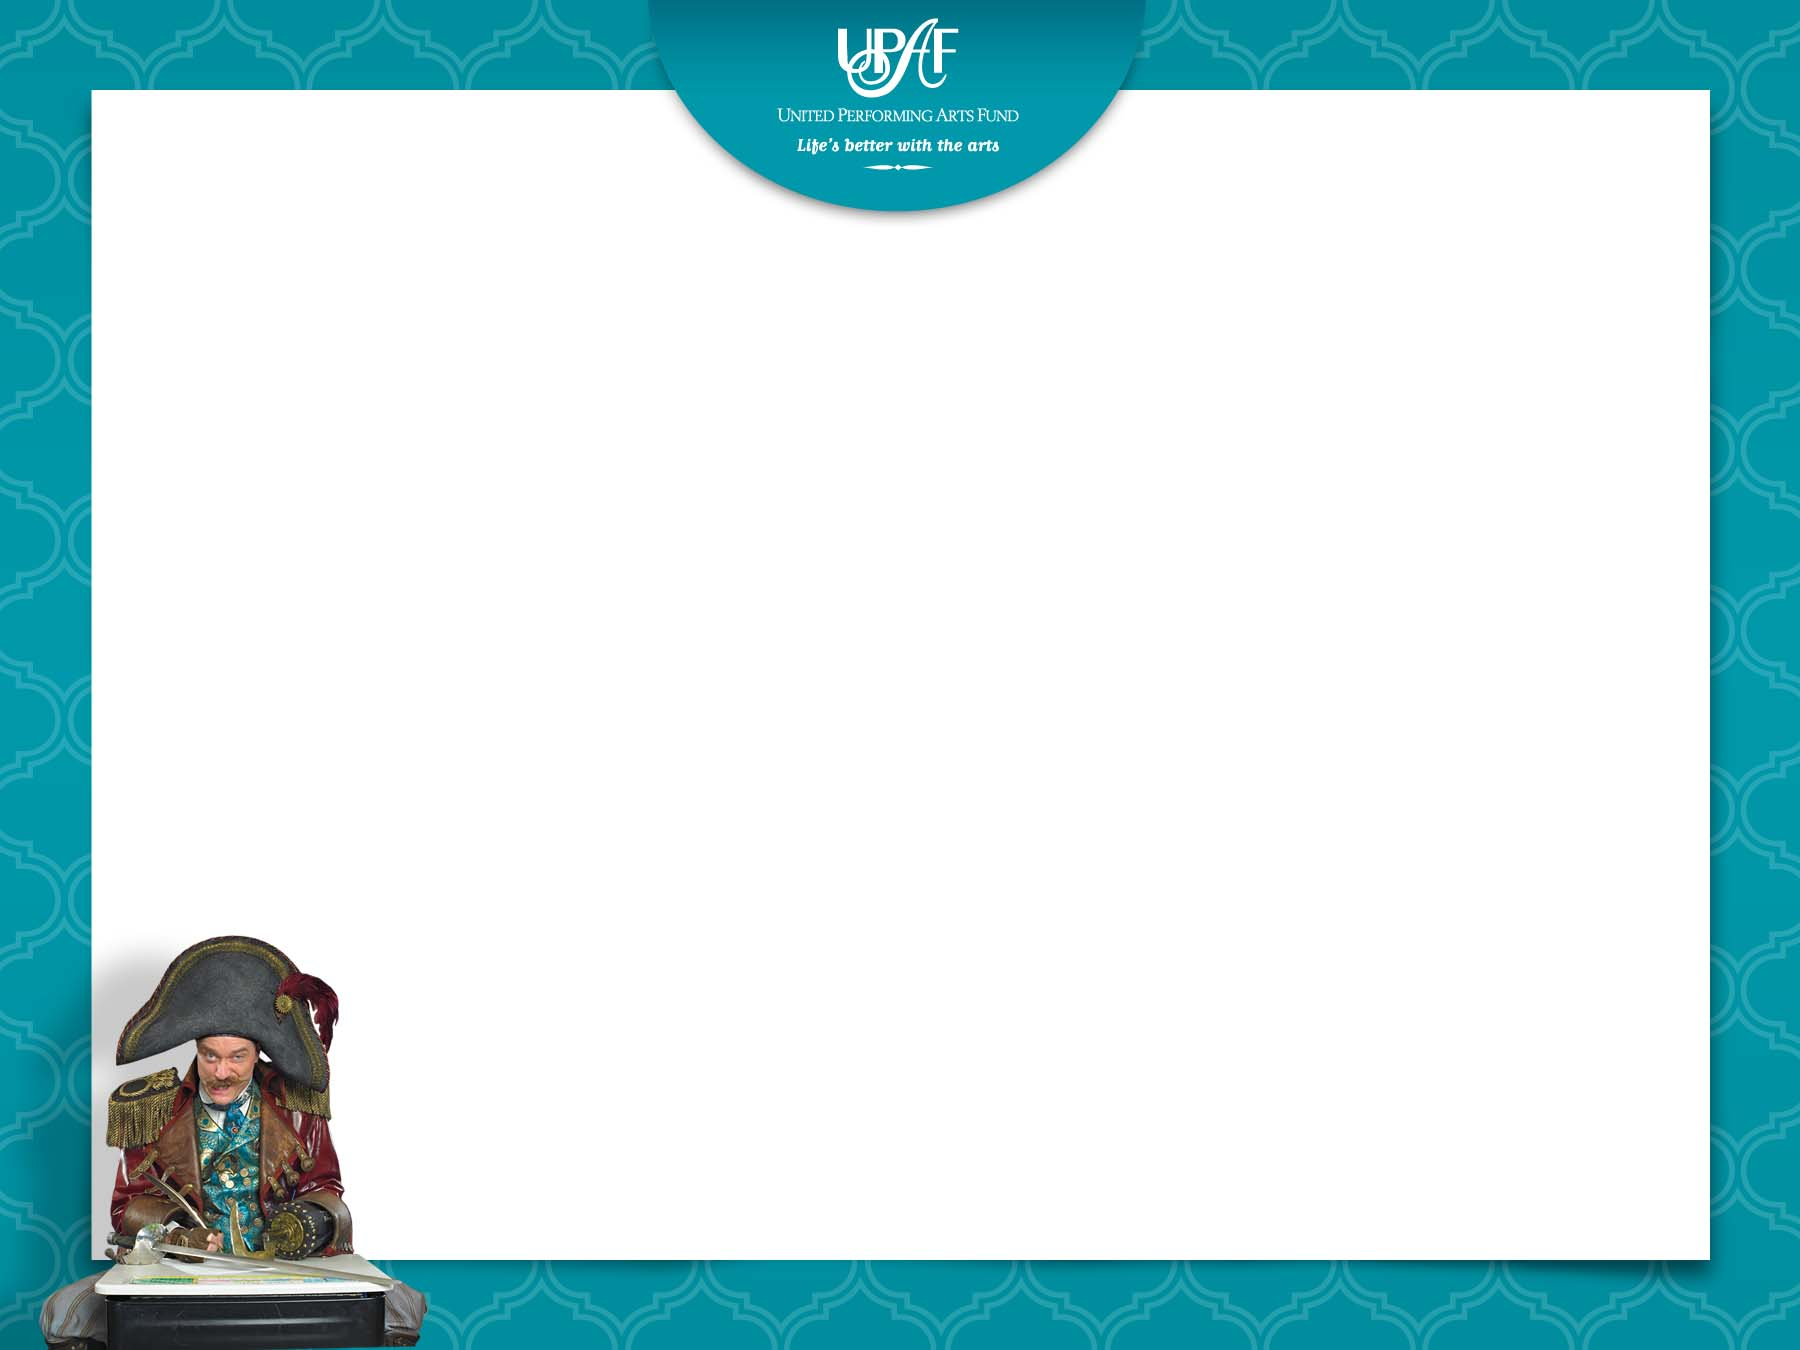 UPAF
UNITED PERFORMING ARTS FUND
Life's better with the arts